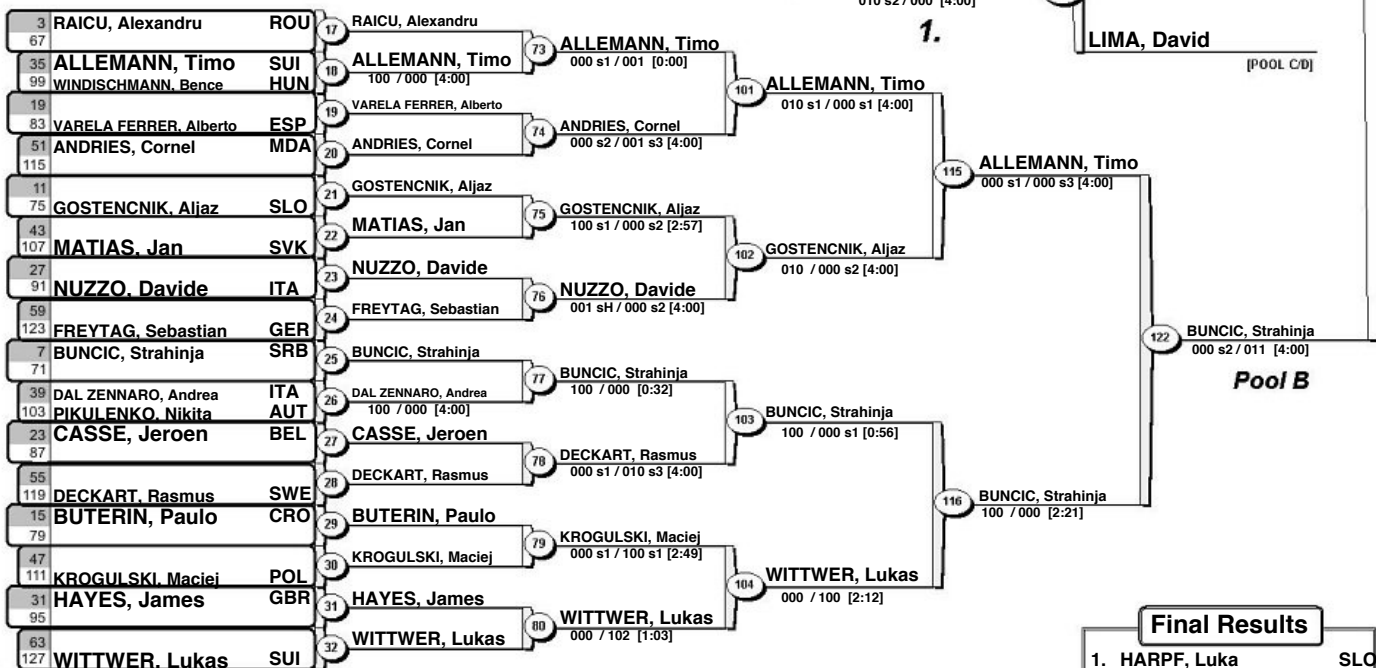 010 s2 / 000 [4:00]
1.
LIMA, David
[POOL C/D]
3 RAICU, Alexandru ROU
67
35 ALLEMANN, Timo SUI
99 WINDISCHMANN, Bence HUN
19
83 VARELA FERRER, Alberto ESP
51 ANDRIES, Cornel MDA
115
11
75 GOSTENCNIK, Aljaz SLO
43
107 MATIAS, Jan SVK
27
91 NUZZO, Davide ITA
59
123 FREYTAG, Sebastian GER
7 BUNCIC, Strahinja SRB
71
39 DAL ZENNARO, Andrea ITA
103 PIKULENKO, Nikita AUT
23 CASSE, Jeroen BEL
87
55
119 DECKART, Rasmus SWE
15 BUTERIN, Paulo CRO
79
47
111 KROGULSKI, Maciej POL
31 HAYES, James GBR
95
63
127 WITTWER, Lukas SUI
17 RAICU, Alexandru
18 ALLEMANN, Timo
100 / 000 [4:00]
19 VARELA FERRER, Alberto
20 ANDRIES, Cornel
21 GOSTENCNIK, Aljaz
22 MATIAS, Jan
23 NUZZO, Davide
24 FREYTAG, Sebastian
25 BUNCIC, Strahinja
26 DAL ZENNARO, Andrea
100 / 000 [4:00]
27 CASSE, Jeroen
28 DECKART, Rasmus
29 BUTERIN, Paulo
30 KROGULSKI, Maciej
31 HAYES, James
32 WITTWER, Lukas
73 ALLEMANN, Timo
000 s1 / 001 [0:00]
74 ANDRIES, Cornel
000 s2 / 001 s3 [4:00]
75 GOSTENCNIK, Aljaz
100 s1 / 000 s2 [2:57]
76 NUZZO, Davide
001 sH / 000 s2 [4:00]
77 BUNCIC, Strahinja
100 / 000 [0:32]
78 DECKART, Rasmus
000 s1 / 010 s3 [4:00]
79 KROGULSKI, Maciej
000 s1 / 100 s1 [2:49]
80 WITTWER, Lukas
000 / 102 [1:03]
101 ALLEMANN, Timo
010 s1 / 000 s1 [4:00]
102 GOSTENCNIK, Aljaz
010 / 000 s2 [4:00]
103 BUNCIC, Strahinja
100 / 000 s1 [0:56]
104 WITTWER, Lukas
000 / 100 [2:12]
115 ALLEMANN, Timo
000 s1 / 000 s3 [4:00]
116 BUNCIC, Strahinja
100 / 000 [2:21]
122 BUNCIC, Strahinja
000 s2 / 011 [4:00]
Pool B
Final Results
1. HARPF, Luka SLO